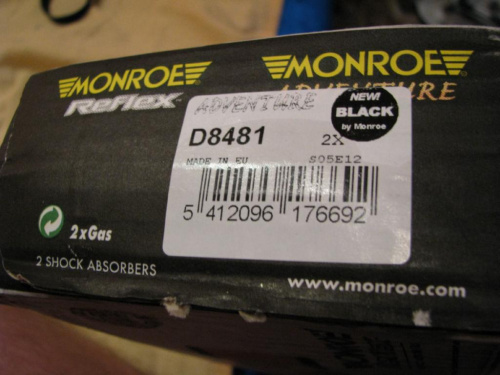 MONROE
MONROE
Reflex
ADVENTURE
ADVENTURE
NEW!
BLACK
by Monroe
D8481
2X
MADE IN EU
S05E12
5 412096 176692
2xGas
2 SHOCK ABSORBERS
www.monroe.com